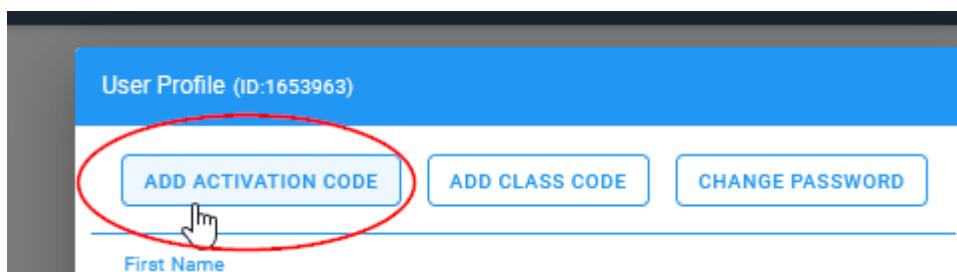 User Profile (ID:1653963)
ADD ACTIVATION CODE ADD CLASS CODE CHANGE PASSWORD
First Name